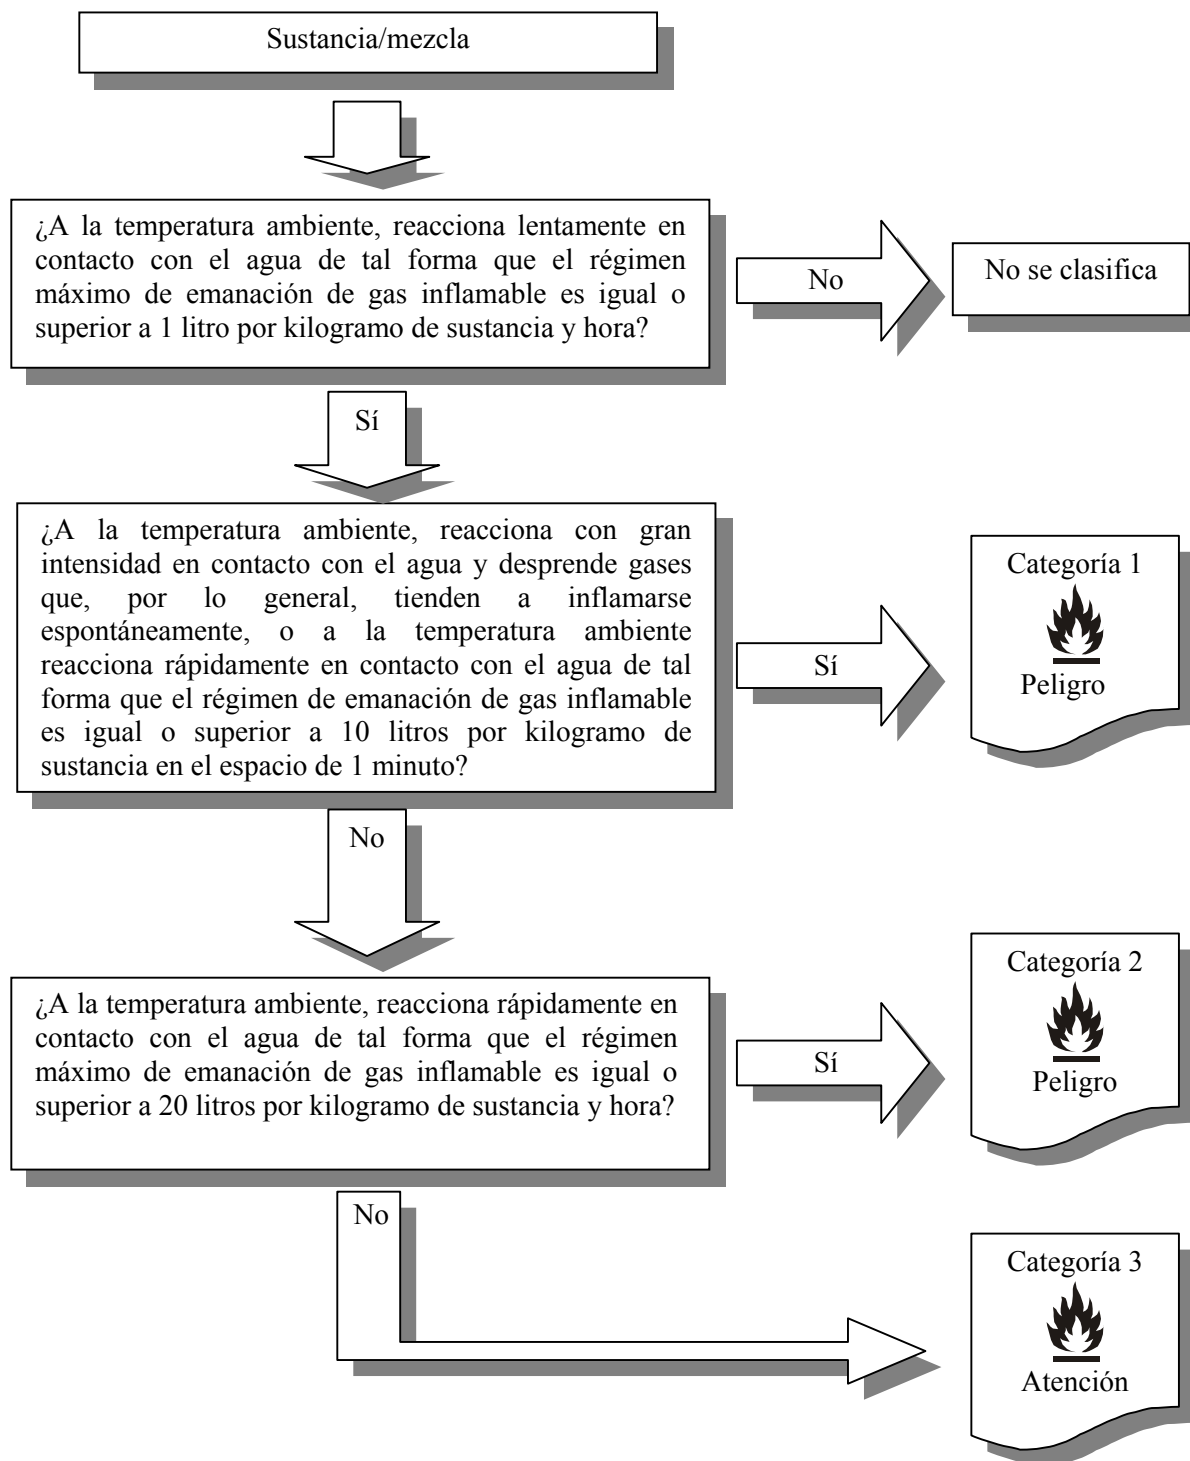 Sustancia/mezcla
¿A la temperatura ambiente, reacciona lentamente en
contacto con el agua de tal forma que el régimen
máximo de emanación de gas inflamable es igual o
superior a 1 litro por kilogramo de sustancia y hora?
No
No se clasifica
Sí
¿A la temperatura ambiente, reacciona con gran
intensidad en contacto con el agua y desprende gases
que, por lo general, tienden a inflamarse
espontáneamente, o a la temperatura ambiente
reacciona rápidamente en contacto con el agua de tal
forma que el régimen de emanación de gas inflamable
es igual o superior a 10 litros por kilogramo de
sustancia en el espacio de 1 minuto?
Sí
Categoría 1
Peligro
No
¿A la temperatura ambiente, reacciona rápidamente en
contacto con el agua de tal forma que el régimen
máximo de emanación de gas inflamable es igual o
superior a 20 litros por kilogramo de sustancia y hora?
Sí
Categoría 2
Peligro
No
Categoría 3
Atención